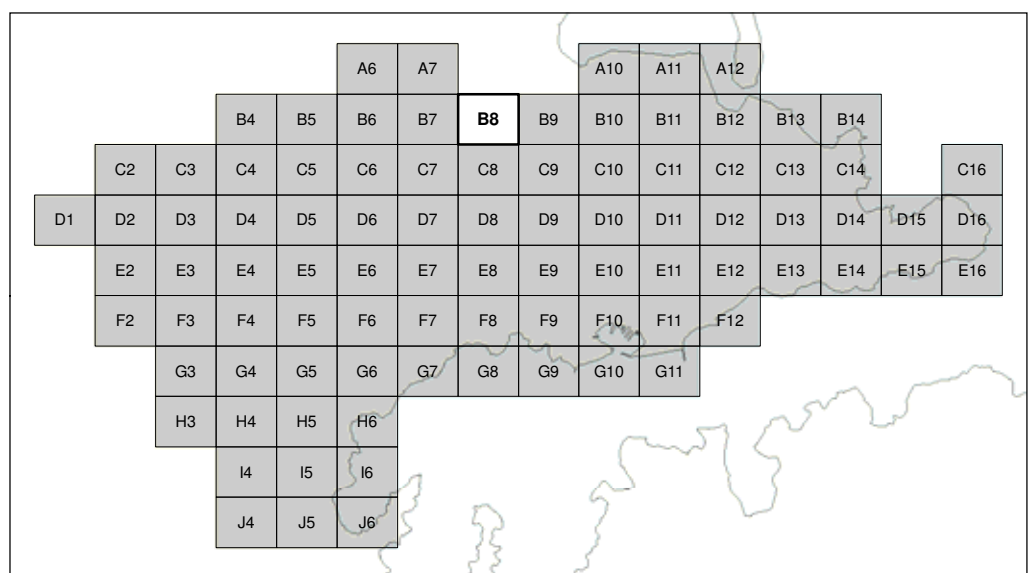 A6 A7 A10 A11 A12
B4 B5 B6 B7 B8 B9 B10 B11 B12 B13 B14
C2 C3 C4 C5 C6 C7 C8 C9 C10 C11 C12 C13 C14 C16
D1 D2 D3 D4 D5 D6 D7 D8 D9 D10 D11 D12 D13 D14 D15 D16
E2 E3 E4 E5 E6 E7 E8 E9 E10 E11 E12 E13 E14 E15 E16
F2 F3 F4 F5 F6 F7 F8 F9 F10 F11 F12
G3 G4 G5 G6 G7 G8 G9 G10 G11
H3 H4 H5 H6
I4 I5 I6
J4 J5 J6